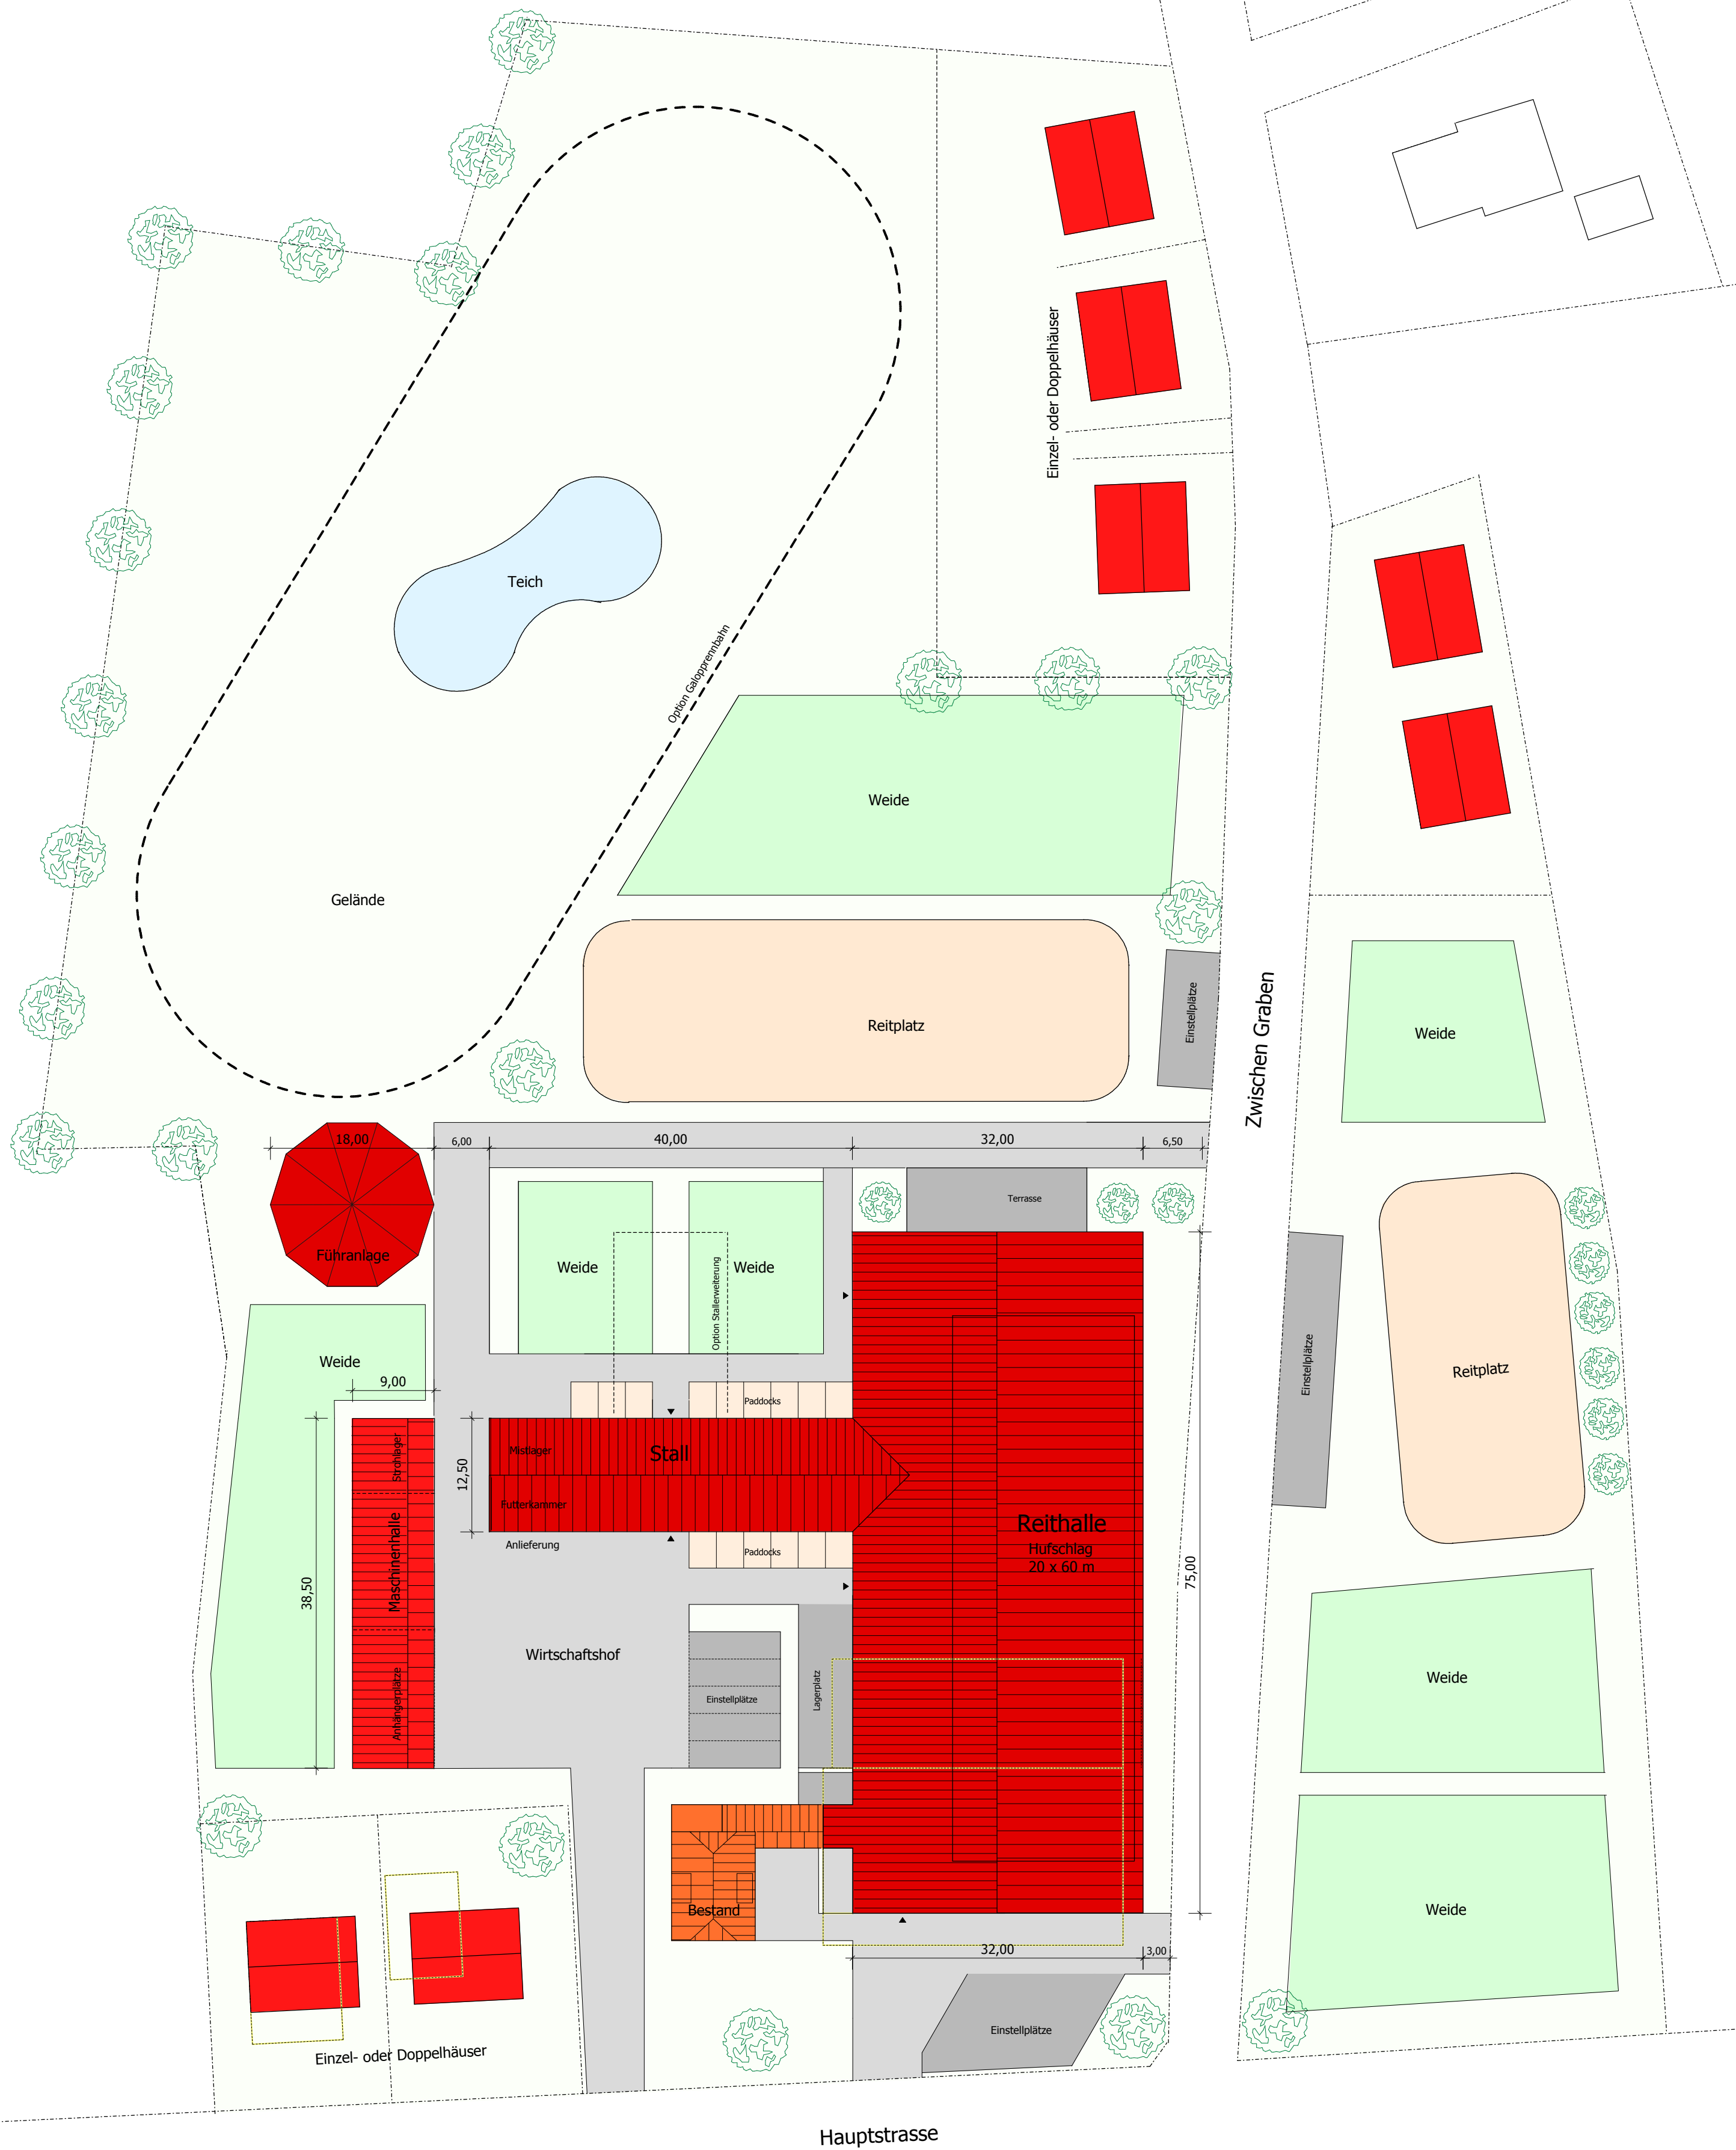 Einzel- oder Doppelhäuser
Teich
Option Galopprennbahn
Weide
Gelände
Reitplatz
Einstellplätze
Zwischen Graben
Weide
18,00
6,00
40,00
32,00
6,50
Führanlage
Terrasse
Weide
Option Stallerweiterung
Weide
Weide
9,00
Paddocks
Einstellplätze
Reitplatz
Strohlager
Mistlager
Stall
12,50
Futterkammer
Anlieferung
Paddocks
Maschinenhalle
38,50
Reithalle
Hufschlag
20 x 60 m
75,00
Wirtschaftshof
Anhängerplätze
Einstellplätze
Lagerplatz
Weide
Bestand
Weide
32,00
3,00
Einstellplätze
Einzel- oder Doppelhäuser
Hauptstrasse